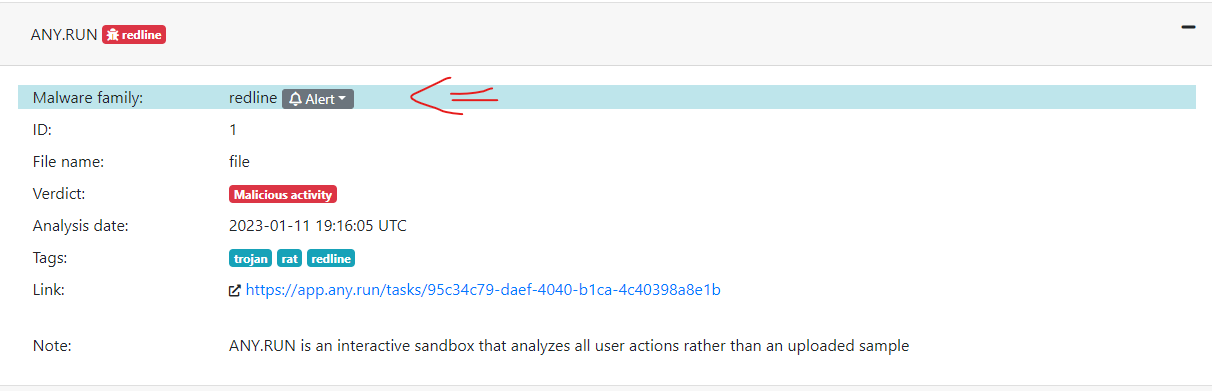 ANY.RUN redline
Malware family: redline Alert
ID: 1
File name: file
Verdict: Malicious activity
Analysis date: 2023-01-11 19:16:05 UTC
Tags: trojan rat redline
Link: https://app.any.run/tasks/95c34c79-daef-4040-b1ca-4c40398a8e1b
Note: ANY.RUN is an interactive sandbox that analyzes all user actions rather than an uploaded sample